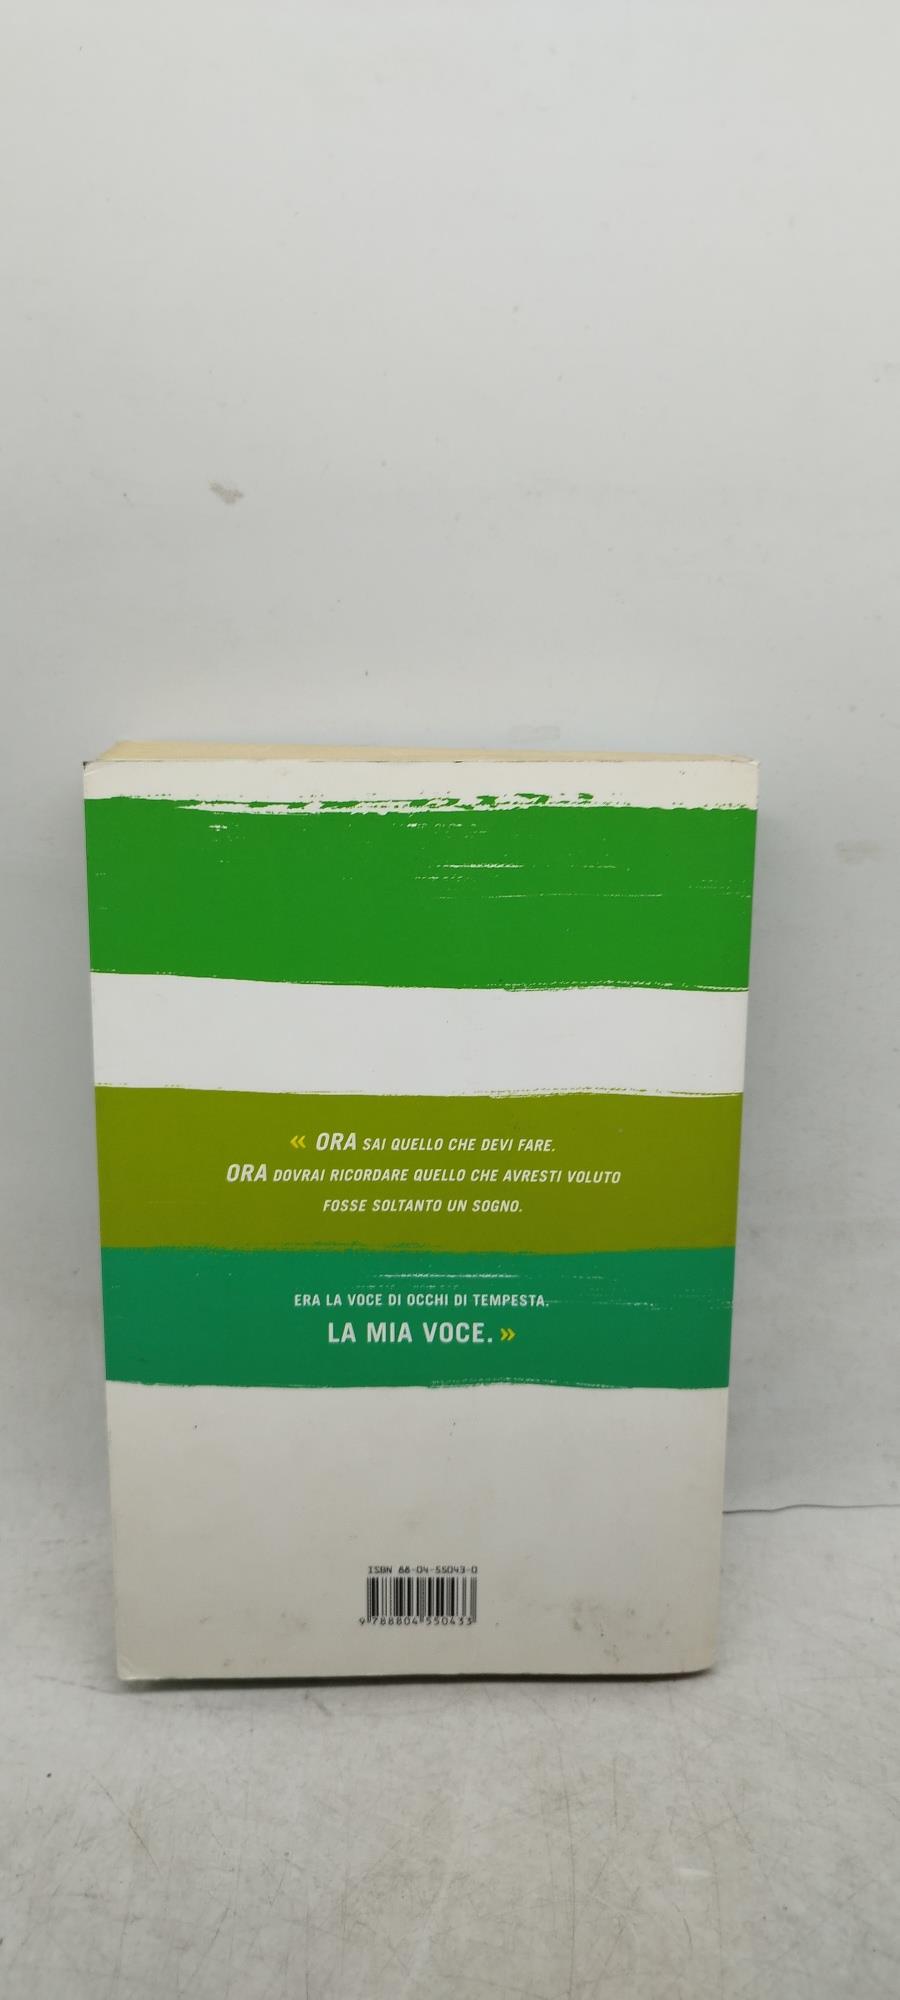 « ORA SAI QUELLO CHE DEVI FARE.
ORA DOVRAI RICORDARE QUELLO CHE AVRESTI VOLUTO
FOSSE SOLTANTO UN SOGNO.
ERA LA VOCE DI OCCHI DI TEMPESTA.
LA MIA VOCE. »
ISBN 88-04-55043-0
9 788804 550433